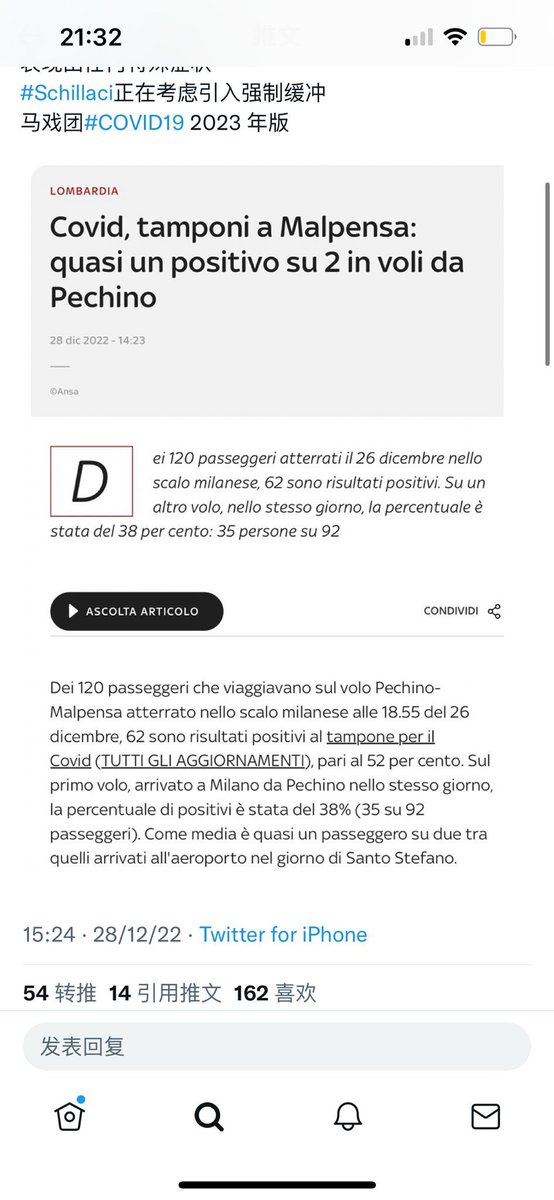 21:32
#Schillaci正在考虑引入强制缓冲
马戏团#COVID19 2023 年版
LOMBARDIA
Covid, tamponi a Malpensa:
quasi un positivo su 2 in voli da
Pechino
28 dic 2022 - 14:23
©Ansa
D
ei 120 passeggeri atterrati il 26 dicembre nello
scalo milanese, 62 sono risultati positivi. Su un
altro volo, nello stesso giorno, la percentuale è
stata del 38 per cento: 35 persone su 92
ASCOLTA ARTICOLO
CONDIVIDI
Dei 120 passeggeri che viaggiavano sul volo Pechino-
Malpensa atterrato nello scalo milanese alle 18.55 del 26
dicembre, 62 sono risultati positivi al tampone per il
Covid (TUTTI GLI AGGIORNAMENTI), pari al 52 per cento. Sul
primo volo, arrivato a Milano da Pechino nello stesso giorno,
la percentuale di positivi è stata del 38% (35 su 92
passeggeri). Come media è quasi un passeggero su due tra
quelli arrivati all'aeroporto nel giorno di Santo Stefano.
15:24 · 28/12/22 · Twitter for iPhone
54 转推 14 引用推文 162 喜欢
发表回复